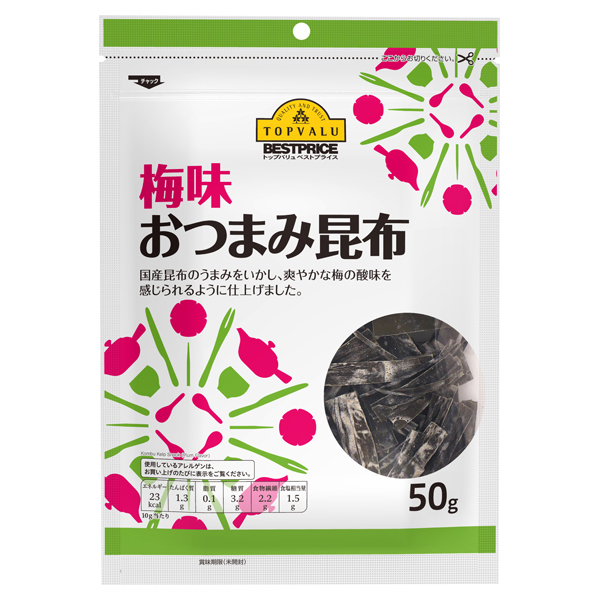 ここからお切りください。
チャック
QUALITY AND TRUST
TOPVALU
BESTPRICE
トップバリュ ベストプライス
梅味
おつまみ昆布
国産昆布のうまみをいかし、爽やかな梅の酸味を
感じられるように仕上げました。
Kombu Kelp Snack (Plum Flavor)
使用しているアレルゲンは、
お買い上げのたびに表示をご覧ください。
エネルギー たんぱく質 脂質 糖質 食物繊維 食塩相当量
23 kcal 1.3 g 0.1 g 3.2 g 2.2 g 1.5 g
10g当たり
50g
賞味期限(未開封)